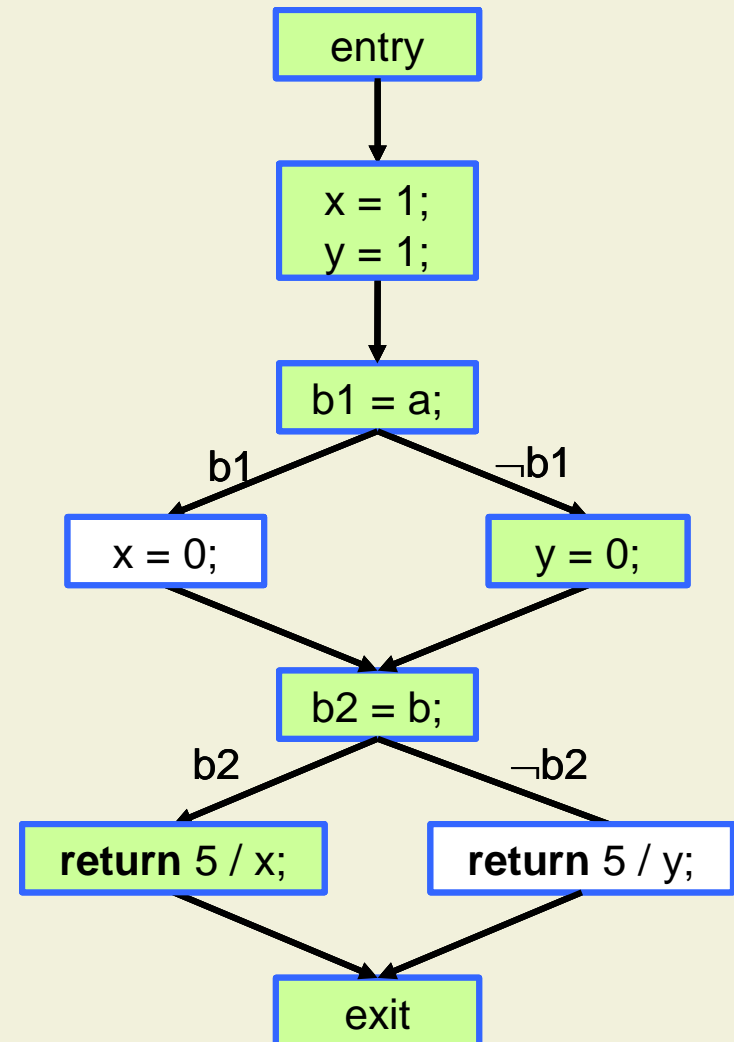 entry
x = 1;
y = 1;
b1 = a;
b1
¬b1
x = 0;
y = 0;
b2 = b;
b2
¬b2
return 5 / x;
return 5 / y;
exit